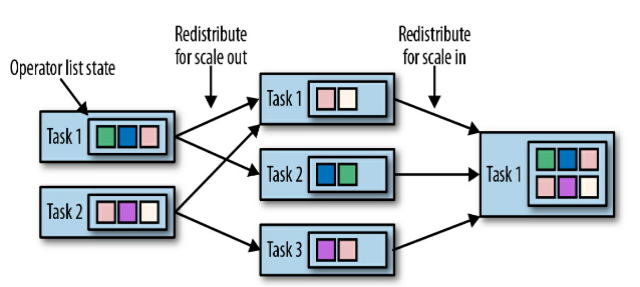 Redistribute
for scale out
Redistribute
for scale in
Operator list state
Task 1
Task 2
Task 1
Task 2
Task 3
Task 1